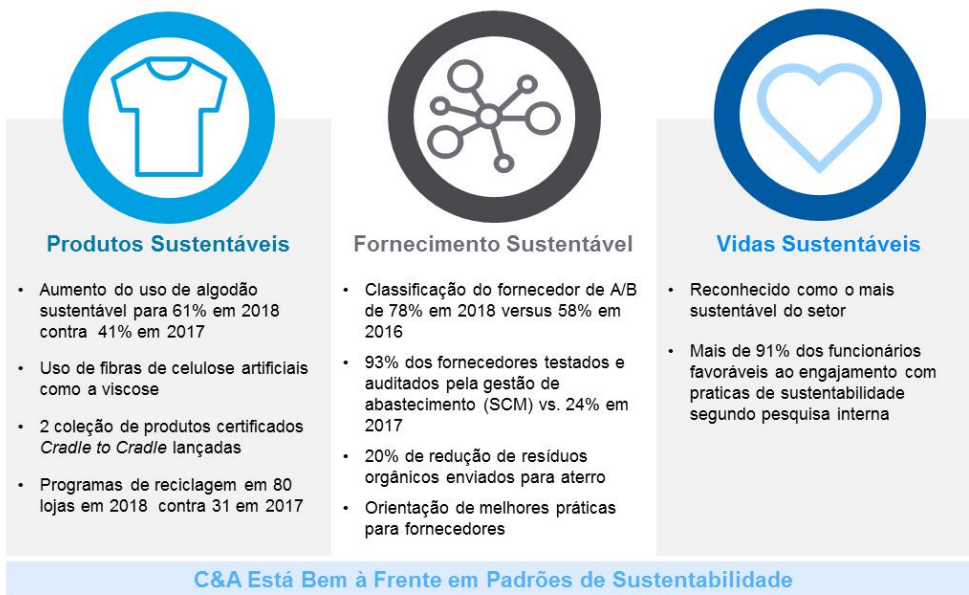 Produtos Sustentáveis
• Aumento do uso de algodão
sustentável para 61% em 2018
contra 41% em 2017
• Uso de fibras de celulose artificiais
como a viscose
• 2 coleção de produtos certificados
Cradle to Cradle lançadas
• Programas de reciclagem em 80
lojas em 2018 contra 31 em 2017
Fornecimento Sustentável
• Classificação do fornecedor de A/B
de 78% em 2018 versus 58% em
2016
• 93% dos fornecedores testados e
auditados pela gestão de
abastecimento (SCM) vs. 24% em
2017
• 20% de redução de resíduos
orgânicos enviados para aterro
• Orientação de melhores práticas
para fornecedores
Vidas Sustentáveis
• Reconhecido como o mais
sustentável do setor
• Mais de 91% dos funcionários
favoráveis ao engajamento com
praticas de sustentabilidade
segundo pesquisa interna
C&A Está Bem à Frente em Padrões de Sustentabilidade